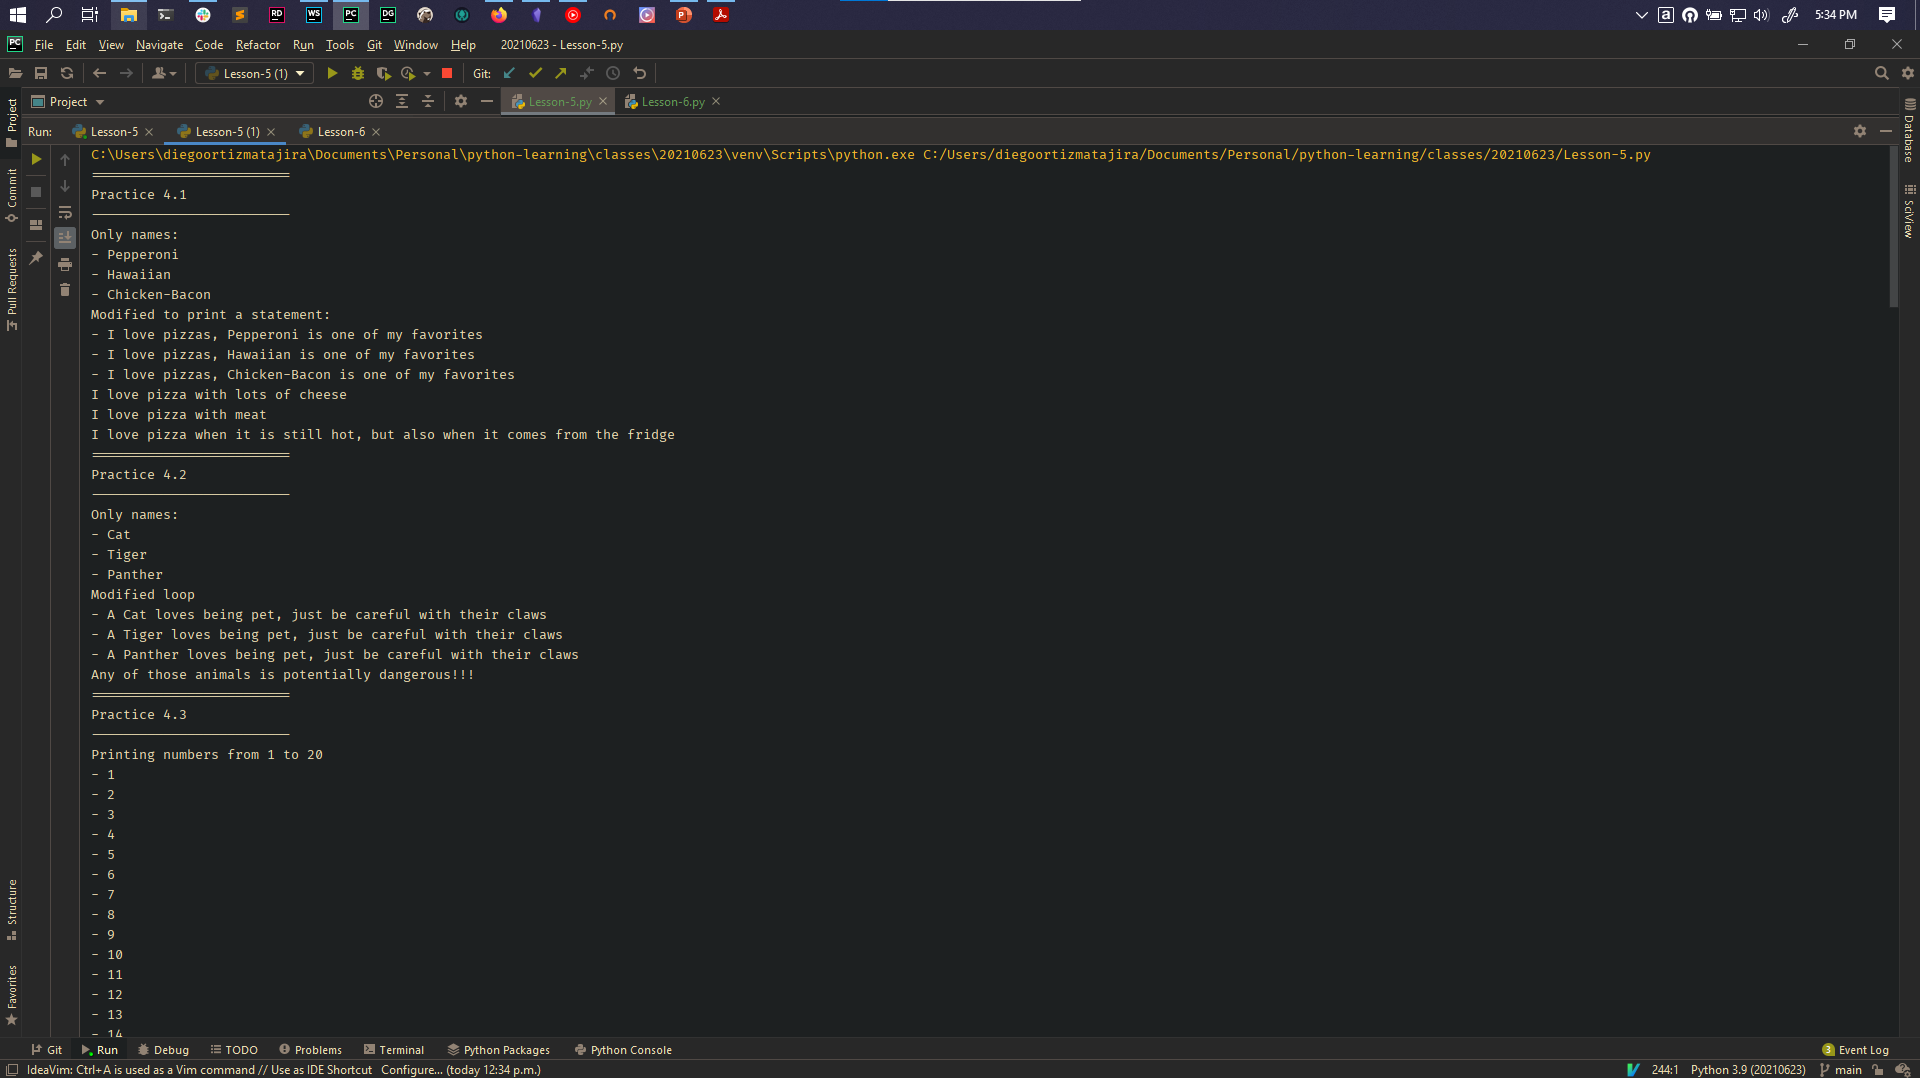 RD WS PC DG
5:34 PM
PC File Edit View Navigate Code Refactor Run Tools Git Window Help 20210623 - Lesson-5.py
Lesson-5 (1) Git:
Project Lesson-5.py Lesson-6.py
Run: Lesson-5 Lesson-5 (1) Lesson-6
Project
Commit
Pull Requests
Structure
Favorites
Database
SciView
C:\Users\diegoortizmatajira\Documents\Personal\python-learning\classes\20210623\venv\Scripts\python.exe C:/Users/diegoortizmatajira/Documents/Personal/python-learning/classes/20210623/Lesson-5.py
=========================
Practice 4.1
-------------------------
Only names:
- Pepperoni
- Hawaiian
- Chicken-Bacon
Modified to print a statement:
- I love pizzas, Pepperoni is one of my favorites
- I love pizzas, Hawaiian is one of my favorites
- I love pizzas, Chicken-Bacon is one of my favorites
I love pizza with lots of cheese
I love pizza with meat
I love pizza when it is still hot, but also when it comes from the fridge
=========================
Practice 4.2
-------------------------
Only names:
- Cat
- Tiger
- Panther
Modified loop
- A Cat loves being pet, just be careful with their claws
- A Tiger loves being pet, just be careful with their claws
- A Panther loves being pet, just be careful with their claws
Any of those animals is potentially dangerous!!!
=========================
Practice 4.3
-------------------------
Printing numbers from 1 to 20
- 1
- 2
- 3
- 4
- 5
- 6
- 7
- 8
- 9
- 10
- 11
- 12
- 13
- 14
Git Run Debug TODO Problems Terminal Python Packages Python Console 3 Event Log
IdeaVim: Ctrl+A is used as a Vim command // Use as IDE Shortcut Configure... (today 12:34 p.m.) 244:1 Python 3.9 (20210623) main